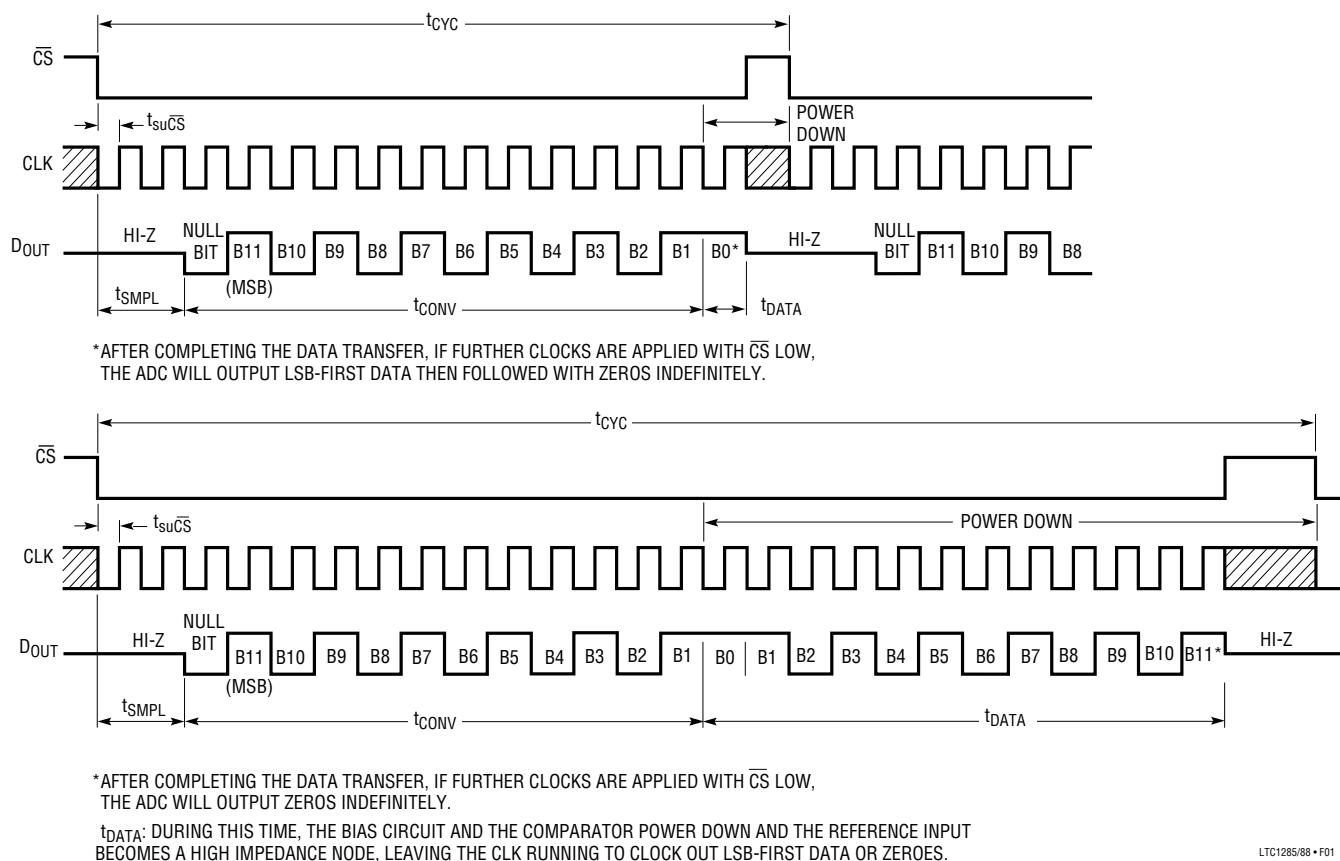 tCYC
CS
POWER
DOWN
tsuCS
CLK
DOUT HI-Z NULL BIT B11 B10 B9 B8 B7 B6 B5 B4 B3 B2 B1 B0* HI-Z NULL BIT B11 B10 B9 B8
(MSB)
tSMPL tCONV tDATA
*AFTER COMPLETING THE DATA TRANSFER, IF FURTHER CLOCKS ARE APPLIED WITH CS LOW,
THE ADC WILL OUTPUT LSB-FIRST DATA THEN FOLLOWED WITH ZEROS INDEFINITELY.
tCYC
CS
tsuCS POWER DOWN
CLK
DOUT HI-Z NULL BIT B11 B10 B9 B8 B7 B6 B5 B4 B3 B2 B1 B0 B1 B2 B3 B4 B5 B6 B7 B8 B9 B10 B11* HI-Z
(MSB)
tSMPL tCONV tDATA
*AFTER COMPLETING THE DATA TRANSFER, IF FURTHER CLOCKS ARE APPLIED WITH CS LOW,
THE ADC WILL OUTPUT ZEROS INDEFINITELY.
tDATA: DURING THIS TIME, THE BIAS CIRCUIT AND THE COMPARATOR POWER DOWN AND THE REFERENCE INPUT
BECOMES A HIGH IMPEDANCE NODE, LEAVING THE CLK RUNNING TO CLOCK OUT LSB-FIRST DATA OR ZEROES.
LTC1285/88 • F01